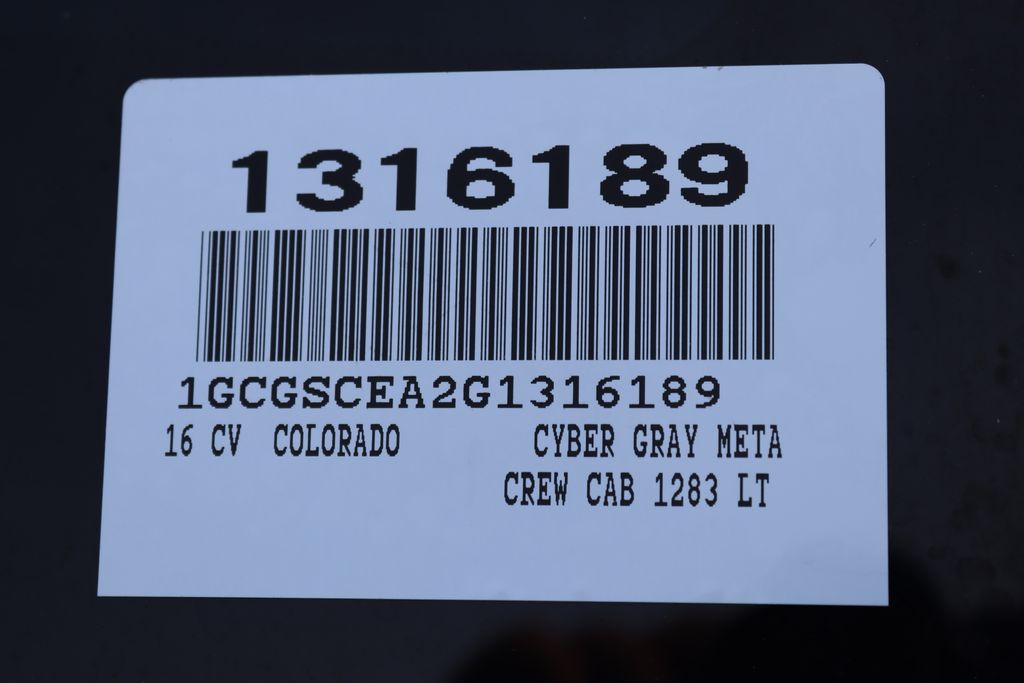 1316189
1GCGSCEA2G1316189
16 CV COLORADO CYBER GRAY META
CREW CAB 1283 LT